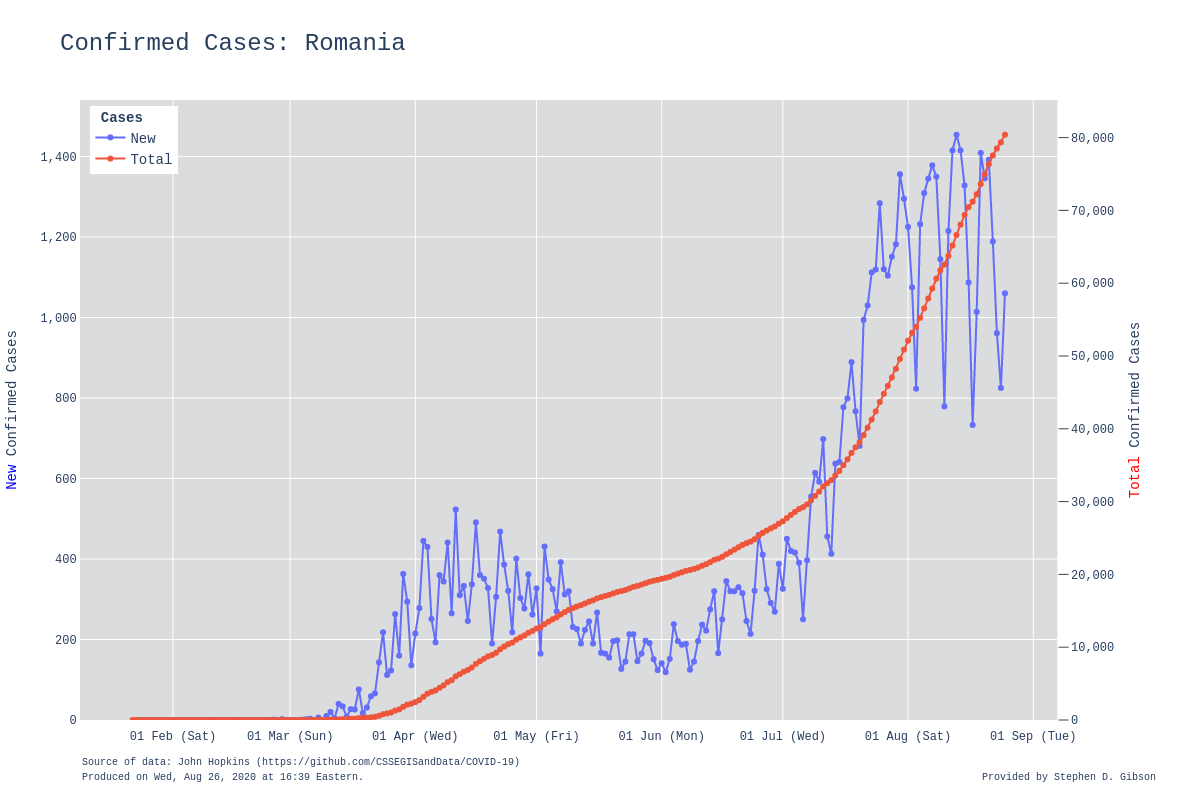 Confirmed Cases: Romania
Cases
New
Total
1,400
1,200
1,000
800
600
400
200
0
80,000
70,000
60,000
50,000
40,000
30,000
20,000
10,000
0
New Confirmed Cases
Total Confirmed Cases
01 Feb (Sat) 01 Mar (Sun) 01 Apr (Wed) 01 May (Fri) 01 Jun (Mon) 01 Jul (Wed) 01 Aug (Sat) 01 Sep (Tue)
Source of data: John Hopkins (https://github.com/CSSEGISandData/COVID-19)
Produced on Wed, Aug 26, 2020 at 16:39 Eastern.
Provided by Stephen D. Gibson